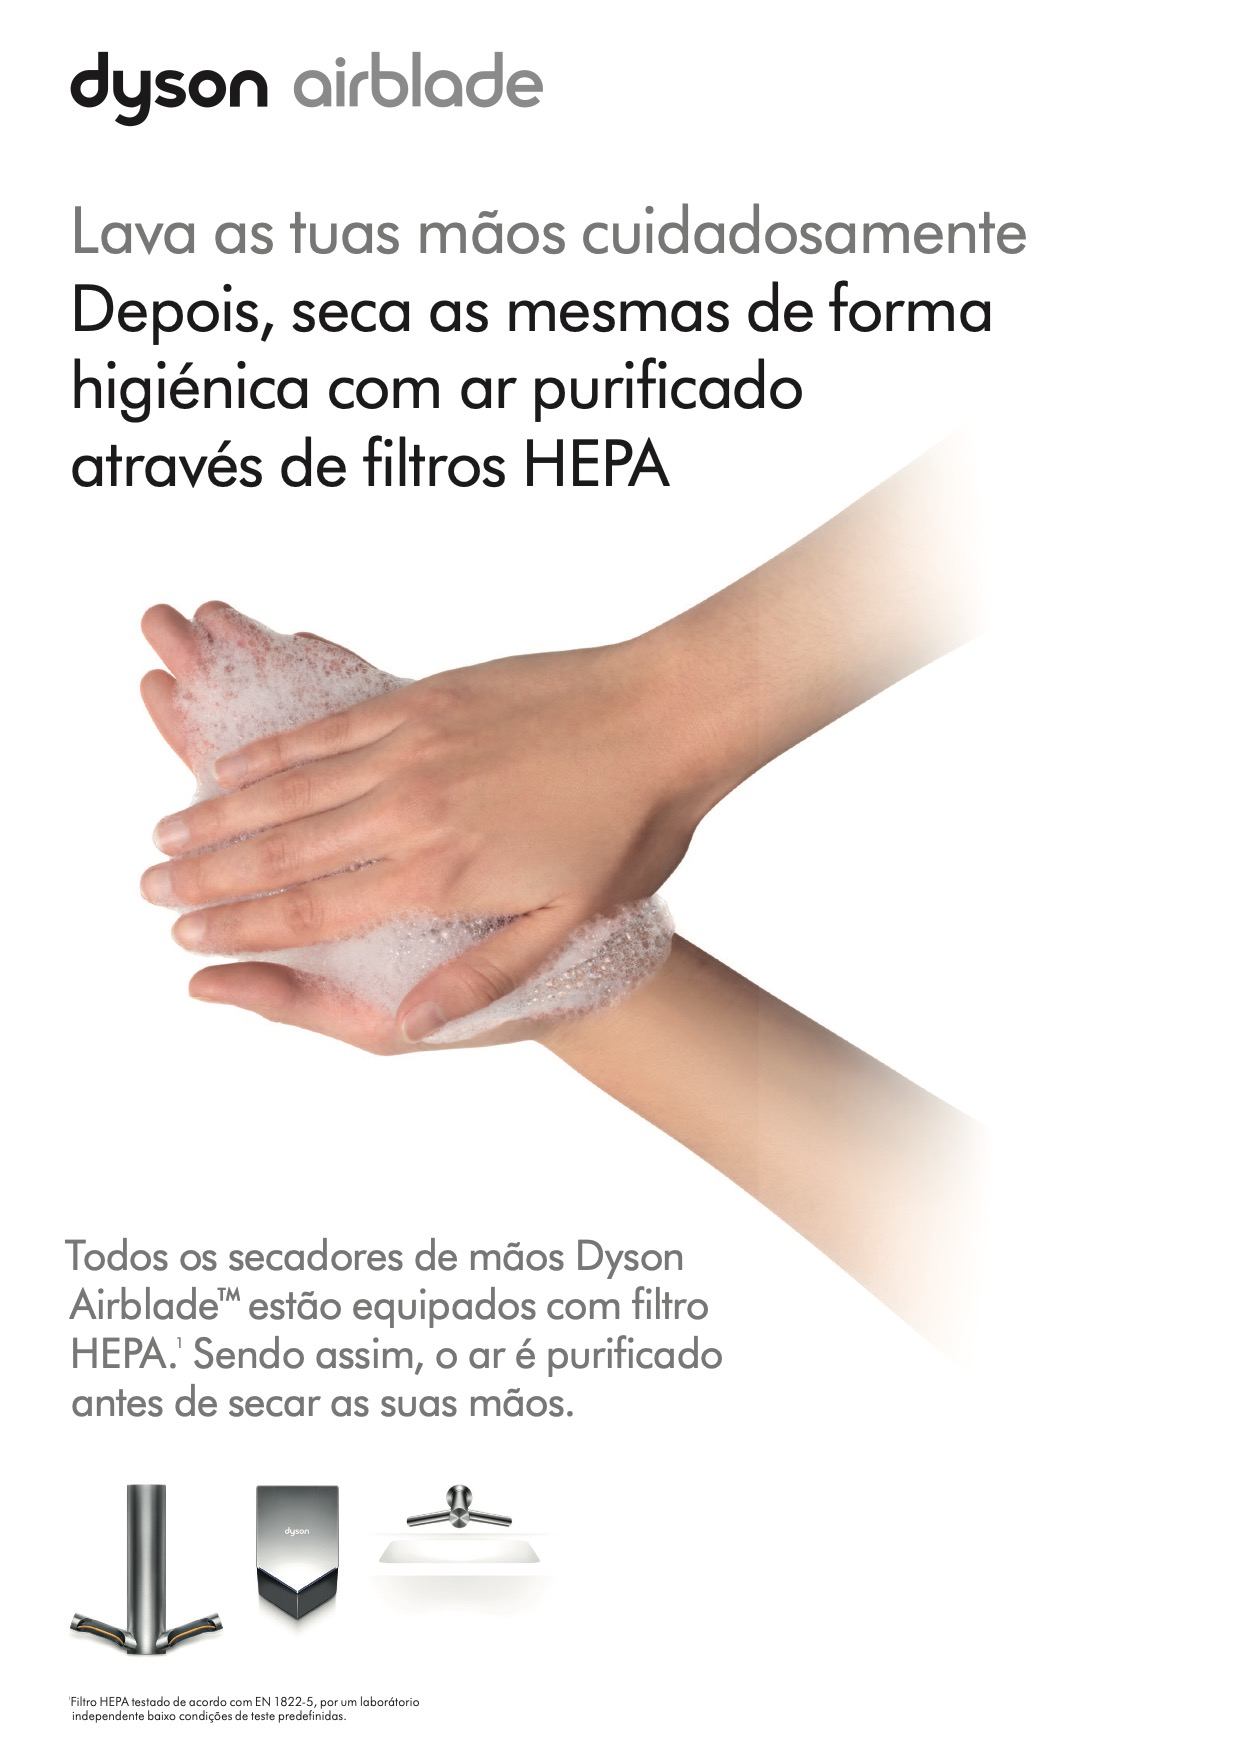 dyson airblade
Lava as tuas mãos cuidadosamente
Depois, seca as mesmas de forma
higiénica com ar purificado
através de filtros HEPA
Todos os secadores de mãos Dyson
Airblade™ estão equipados com filtro
HEPA.¹ Sendo assim, o ar é purificado
antes de secar as suas mãos.
dyson
¹Filtro HEPA testado de acordo com EN 1822-5, por um laborátorio
independente baixo condições de teste predefinidas.